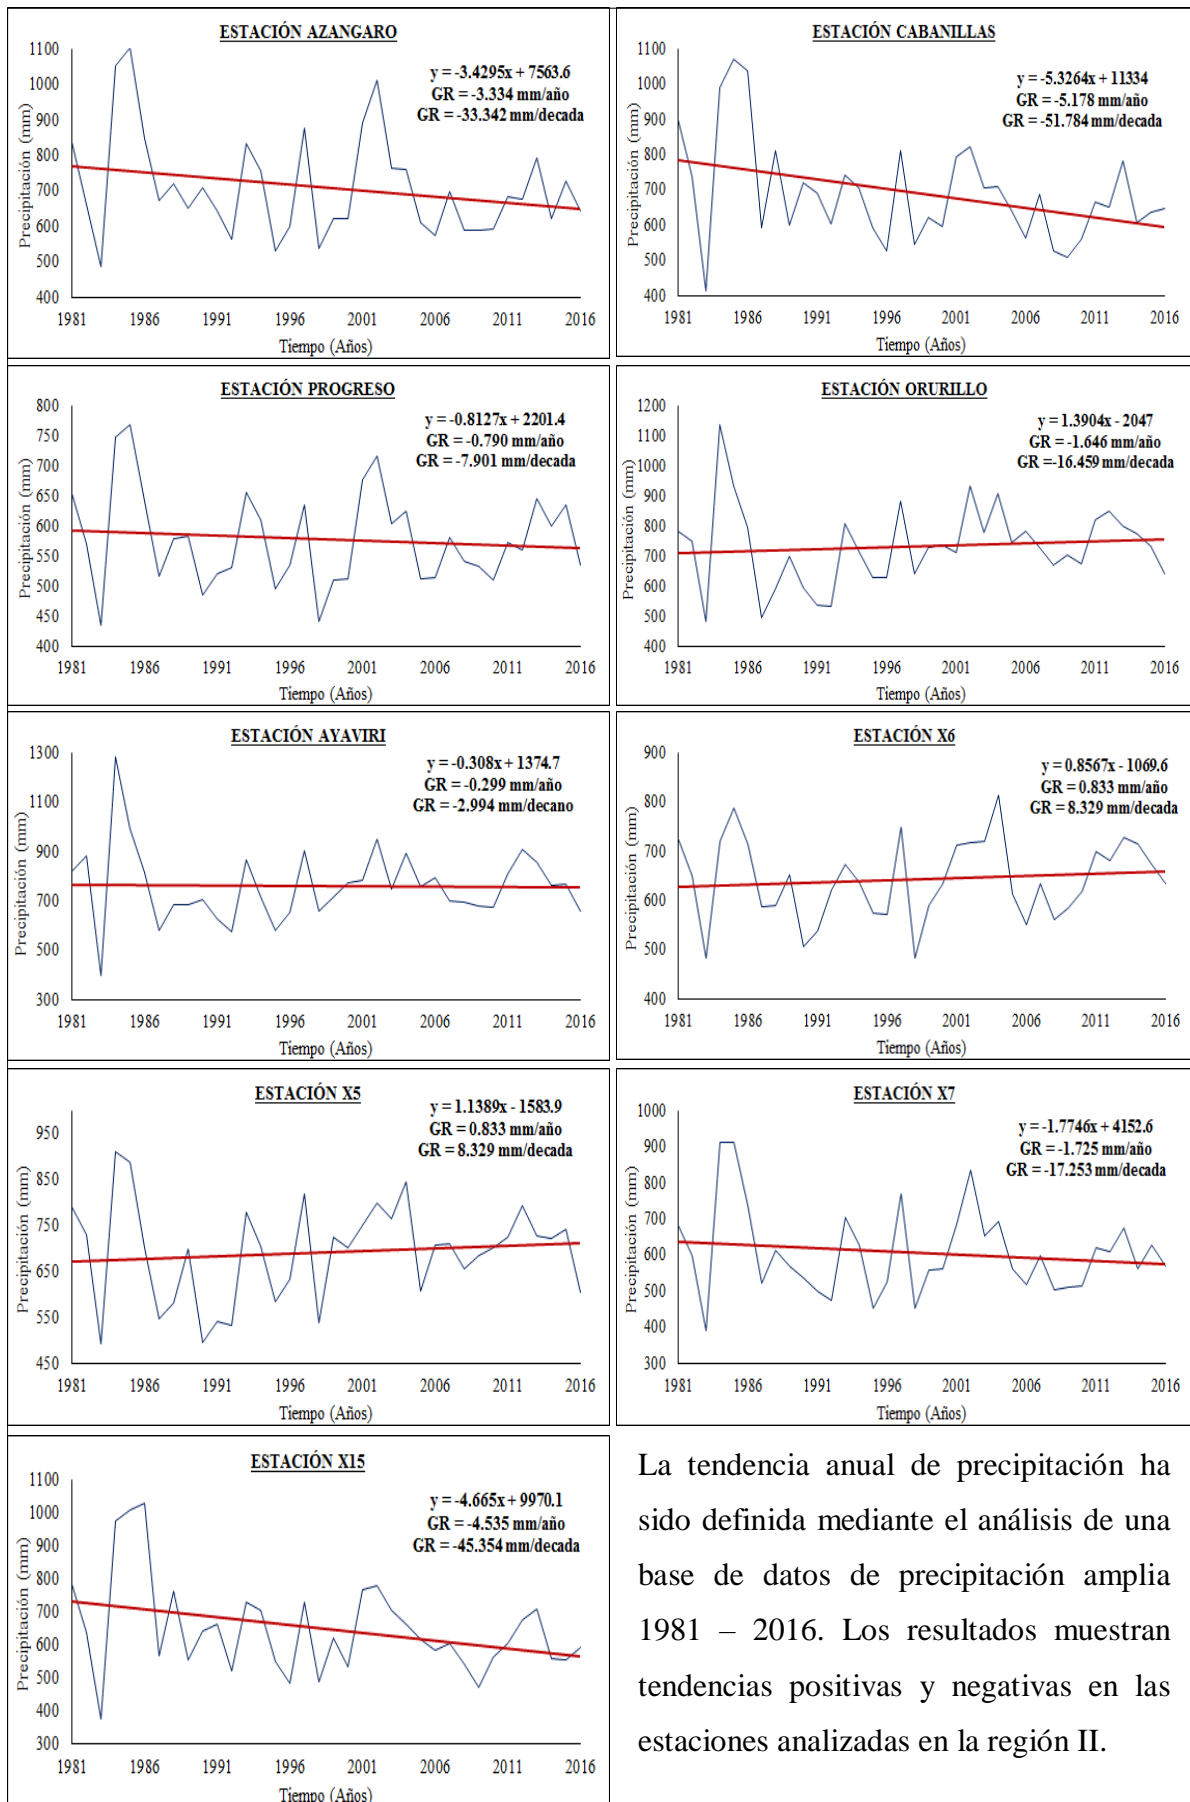 ESTACIÓN AZANGARO
y = -3.4295x + 7563.6
GR = -3.334 mm/año
GR = -33.342 mm/decada
Precipitación (mm)
1100
1000
900
800
700
600
500
400
1981 1986 1991 1996 2001 2006 2011 2016
Tiempo (Años)
ESTACIÓN CABANILLAS
y = -5.3264x + 11334
GR = -5.178 mm/año
GR = -51.784 mm/decada
Precipitación (mm)
1100
1000
900
800
700
600
500
400
1981 1986 1991 1996 2001 2006 2011 2016
Tiempo (Años)
ESTACIÓN PROGRESO
y = -0.8127x + 2201.4
GR = -0.790 mm/año
GR = -7.901 mm/decada
Precipitación (mm)
800
750
700
650
600
550
500
450
400
1981 1986 1991 1996 2001 2006 2011 2016
Tiempo (Años)
ESTACIÓN ORURILLO
y = 1.3904x - 2047
GR = -1.646 mm/año
GR =-16.459 mm/decada
Precipitación (mm)
1200
1100
1000
900
800
700
600
500
400
1981 1986 1991 1996 2001 2006 2011 2016
Tiempo (Años)
ESTACIÓN AYAVIRI
y = -0.308x + 1374.7
GR = -0.299 mm/año
GR = -2.994 mm/decano
Precipitación (mm)
1300
1100
900
700
500
300
1981 1986 1991 1996 2001 2006 2011 2016
Tiempo (Años)
ESTACIÓN X6
y = 0.8567x - 1069.6
GR = 0.833 mm/año
GR = 8.329 mm/decada
Precipitación (mm)
900
800
700
600
500
400
1981 1986 1991 1996 2001 2006 2011 2016
Tiempo (Años)
ESTACIÓN X5
y = 1.1389x - 1583.9
GR = 0.833 mm/año
GR = 8.329 mm/decada
Precipitación (mm)
950
850
750
650
550
450
1981 1986 1991 1996 2001 2006 2011 2016
Tiempo (Años)
ESTACIÓN X7
y = -1.7746x + 4152.6
GR = -1.725 mm/año
GR = -17.253 mm/decada
Precipitación (mm)
1000
900
800
700
600
500
400
300
1981 1986 1991 1996 2001 2006 2011 2016
Tiempo (Años)
ESTACIÓN X15
y = -4.665x + 9970.1
GR = -4.535 mm/año
GR = -45.354 mm/decada
Precipitación (mm)
1100
1000
900
800
700
600
500
400
300
1981 1986 1991 1996 2001 2006 2011 2016
Tiempo (Años)
La tendencia anual de precipitación ha
sido definida mediante el análisis de una
base de datos de precipitación amplia
1981 – 2016. Los resultados muestran
tendencias positivas y negativas en las
estaciones analizadas en la región II.